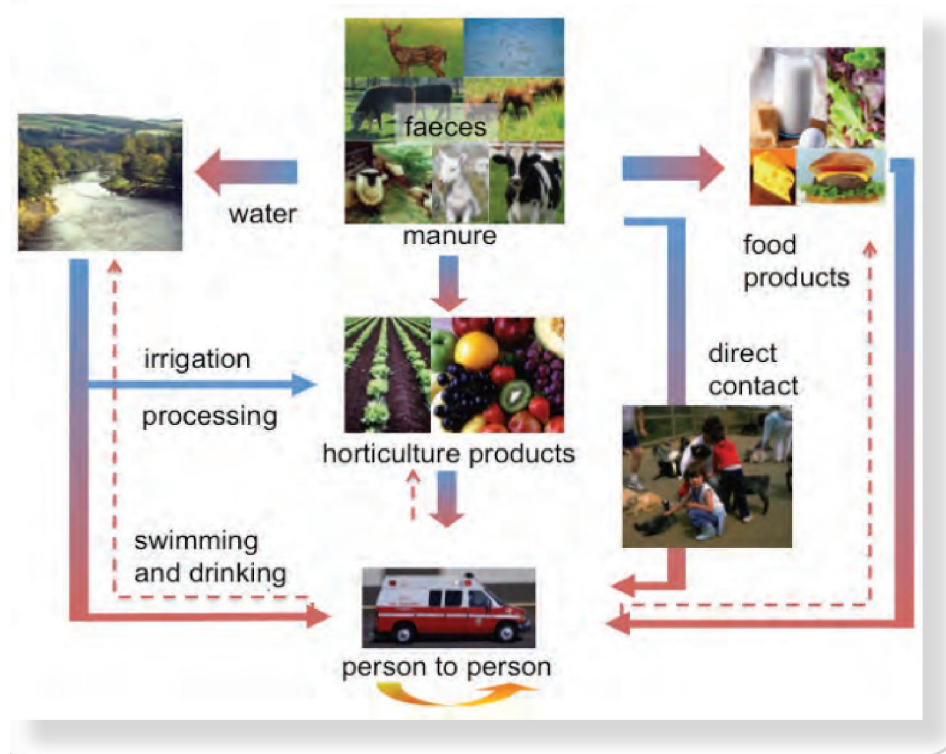 faeces
water
manure
food
products
irrigation
direct
contact
processing
horticulture products
swimming
and drinking
person to person